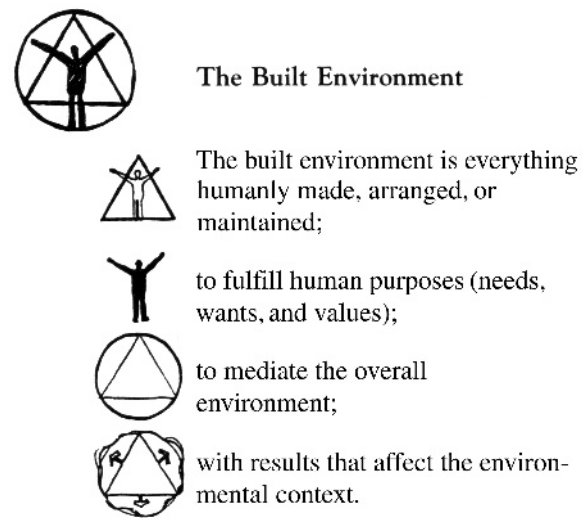 The Built Environment
The built environment is everything
humanly made, arranged, or
maintained;
to fulfill human purposes (needs,
wants, and values);
to mediate the overall
environment;
with results that affect the environ-
mental context.